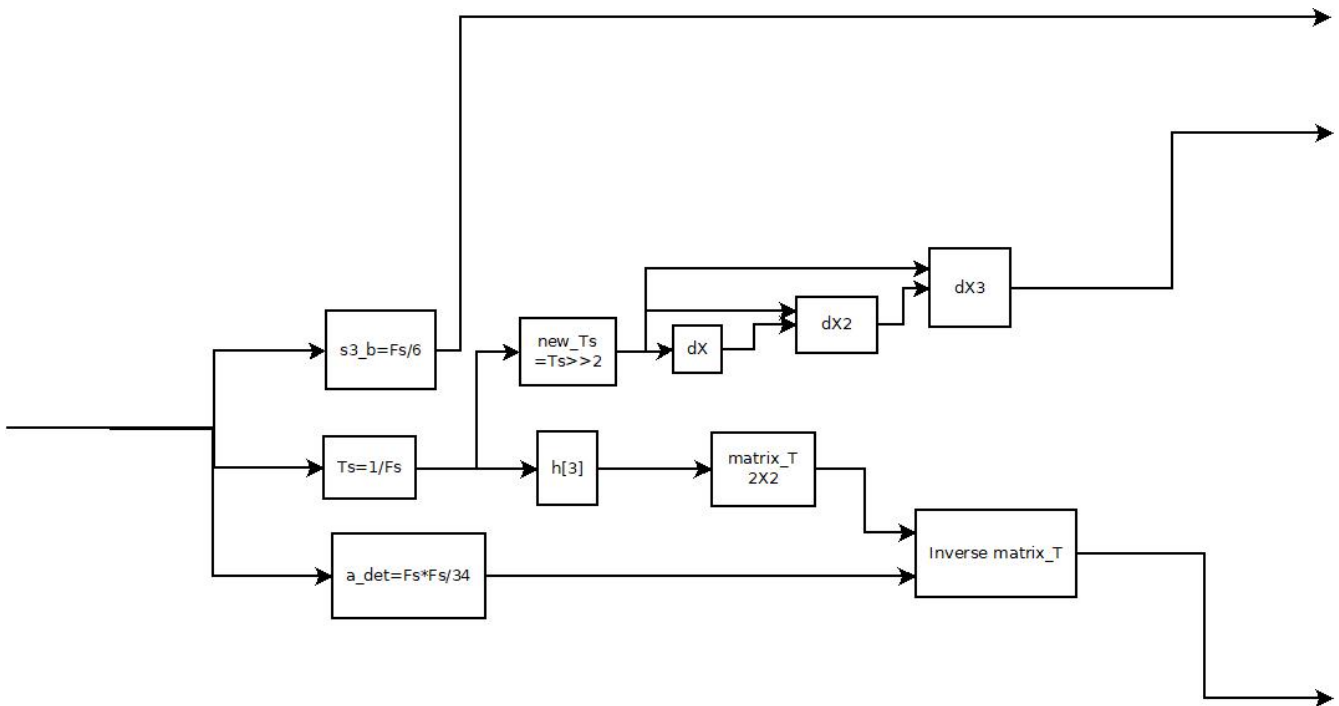 s3_b=Fs/6
Ts=1/Fs
a_det=Fs*Fs/34
new_Ts
=Ts>>2
dX
dX2
dX3
h[3]
matrix_T
2X2
Inverse matrix_T